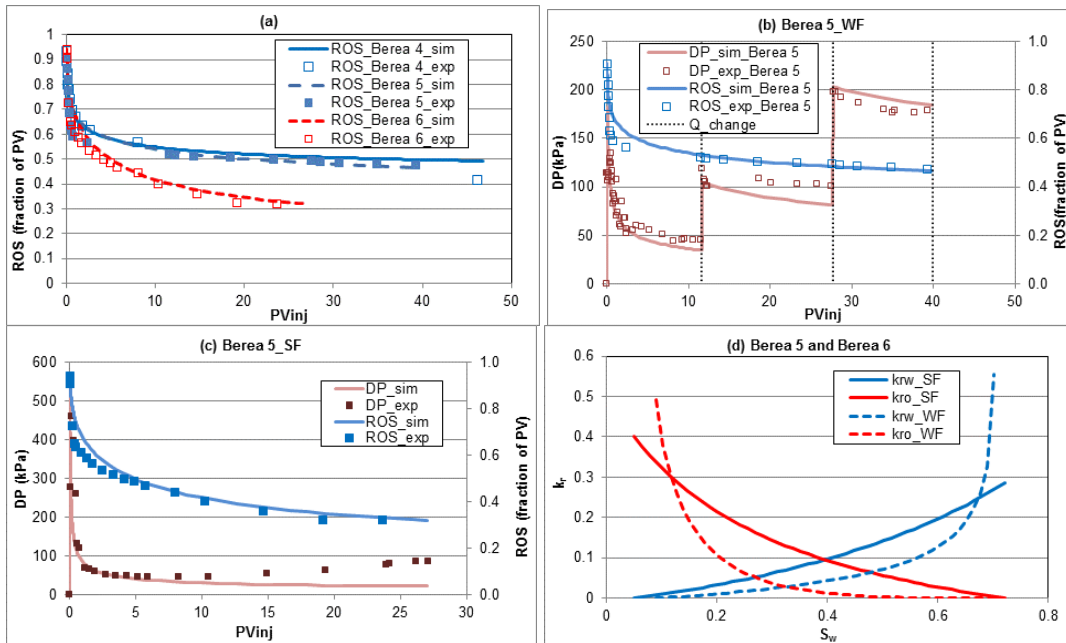 (a)
ROS (fraction of PV)
1
0.9
0.8
0.7
0.6
0.5
0.4
0.3
0.2
0.1
0
ROS_Berea 4_sim
ROS_Berea 4_exp
ROS_Berea 5_sim
ROS_Berea 5_exp
ROS_Berea 6_sim
ROS_Berea 6_exp
0 10 20 30 40 50
PVinj
(b) Berea 5_WF
DP(kPa)
250
200
150
100
50
0
DP_sim_Berea 5
DP_exp_Berea 5
ROS_sim_Berea 5
ROS_exp_Berea 5
Q_change
1.0
0.8
0.6
0.4
0.2
0.0
ROS(fraction of PV)
0 10 20 30 40 50
PVinj
(c) Berea 5_SF
DP (kPa)
600
500
400
300
200
100
0
DP_sim
DP_exp
ROS_sim
ROS_exp
1.0
0.8
0.6
0.4
0.2
0.0
ROS (fraction of PV)
0 5 10 15 20 25 30
PVinj
(d) Berea 5 and Berea 6
kr
0.6
0.5
0.4
0.3
0.2
0.1
0
krw_SF
kro_SF
krw_WF
kro_WF
0 0.2 0.4 0.6 0.8
Sw